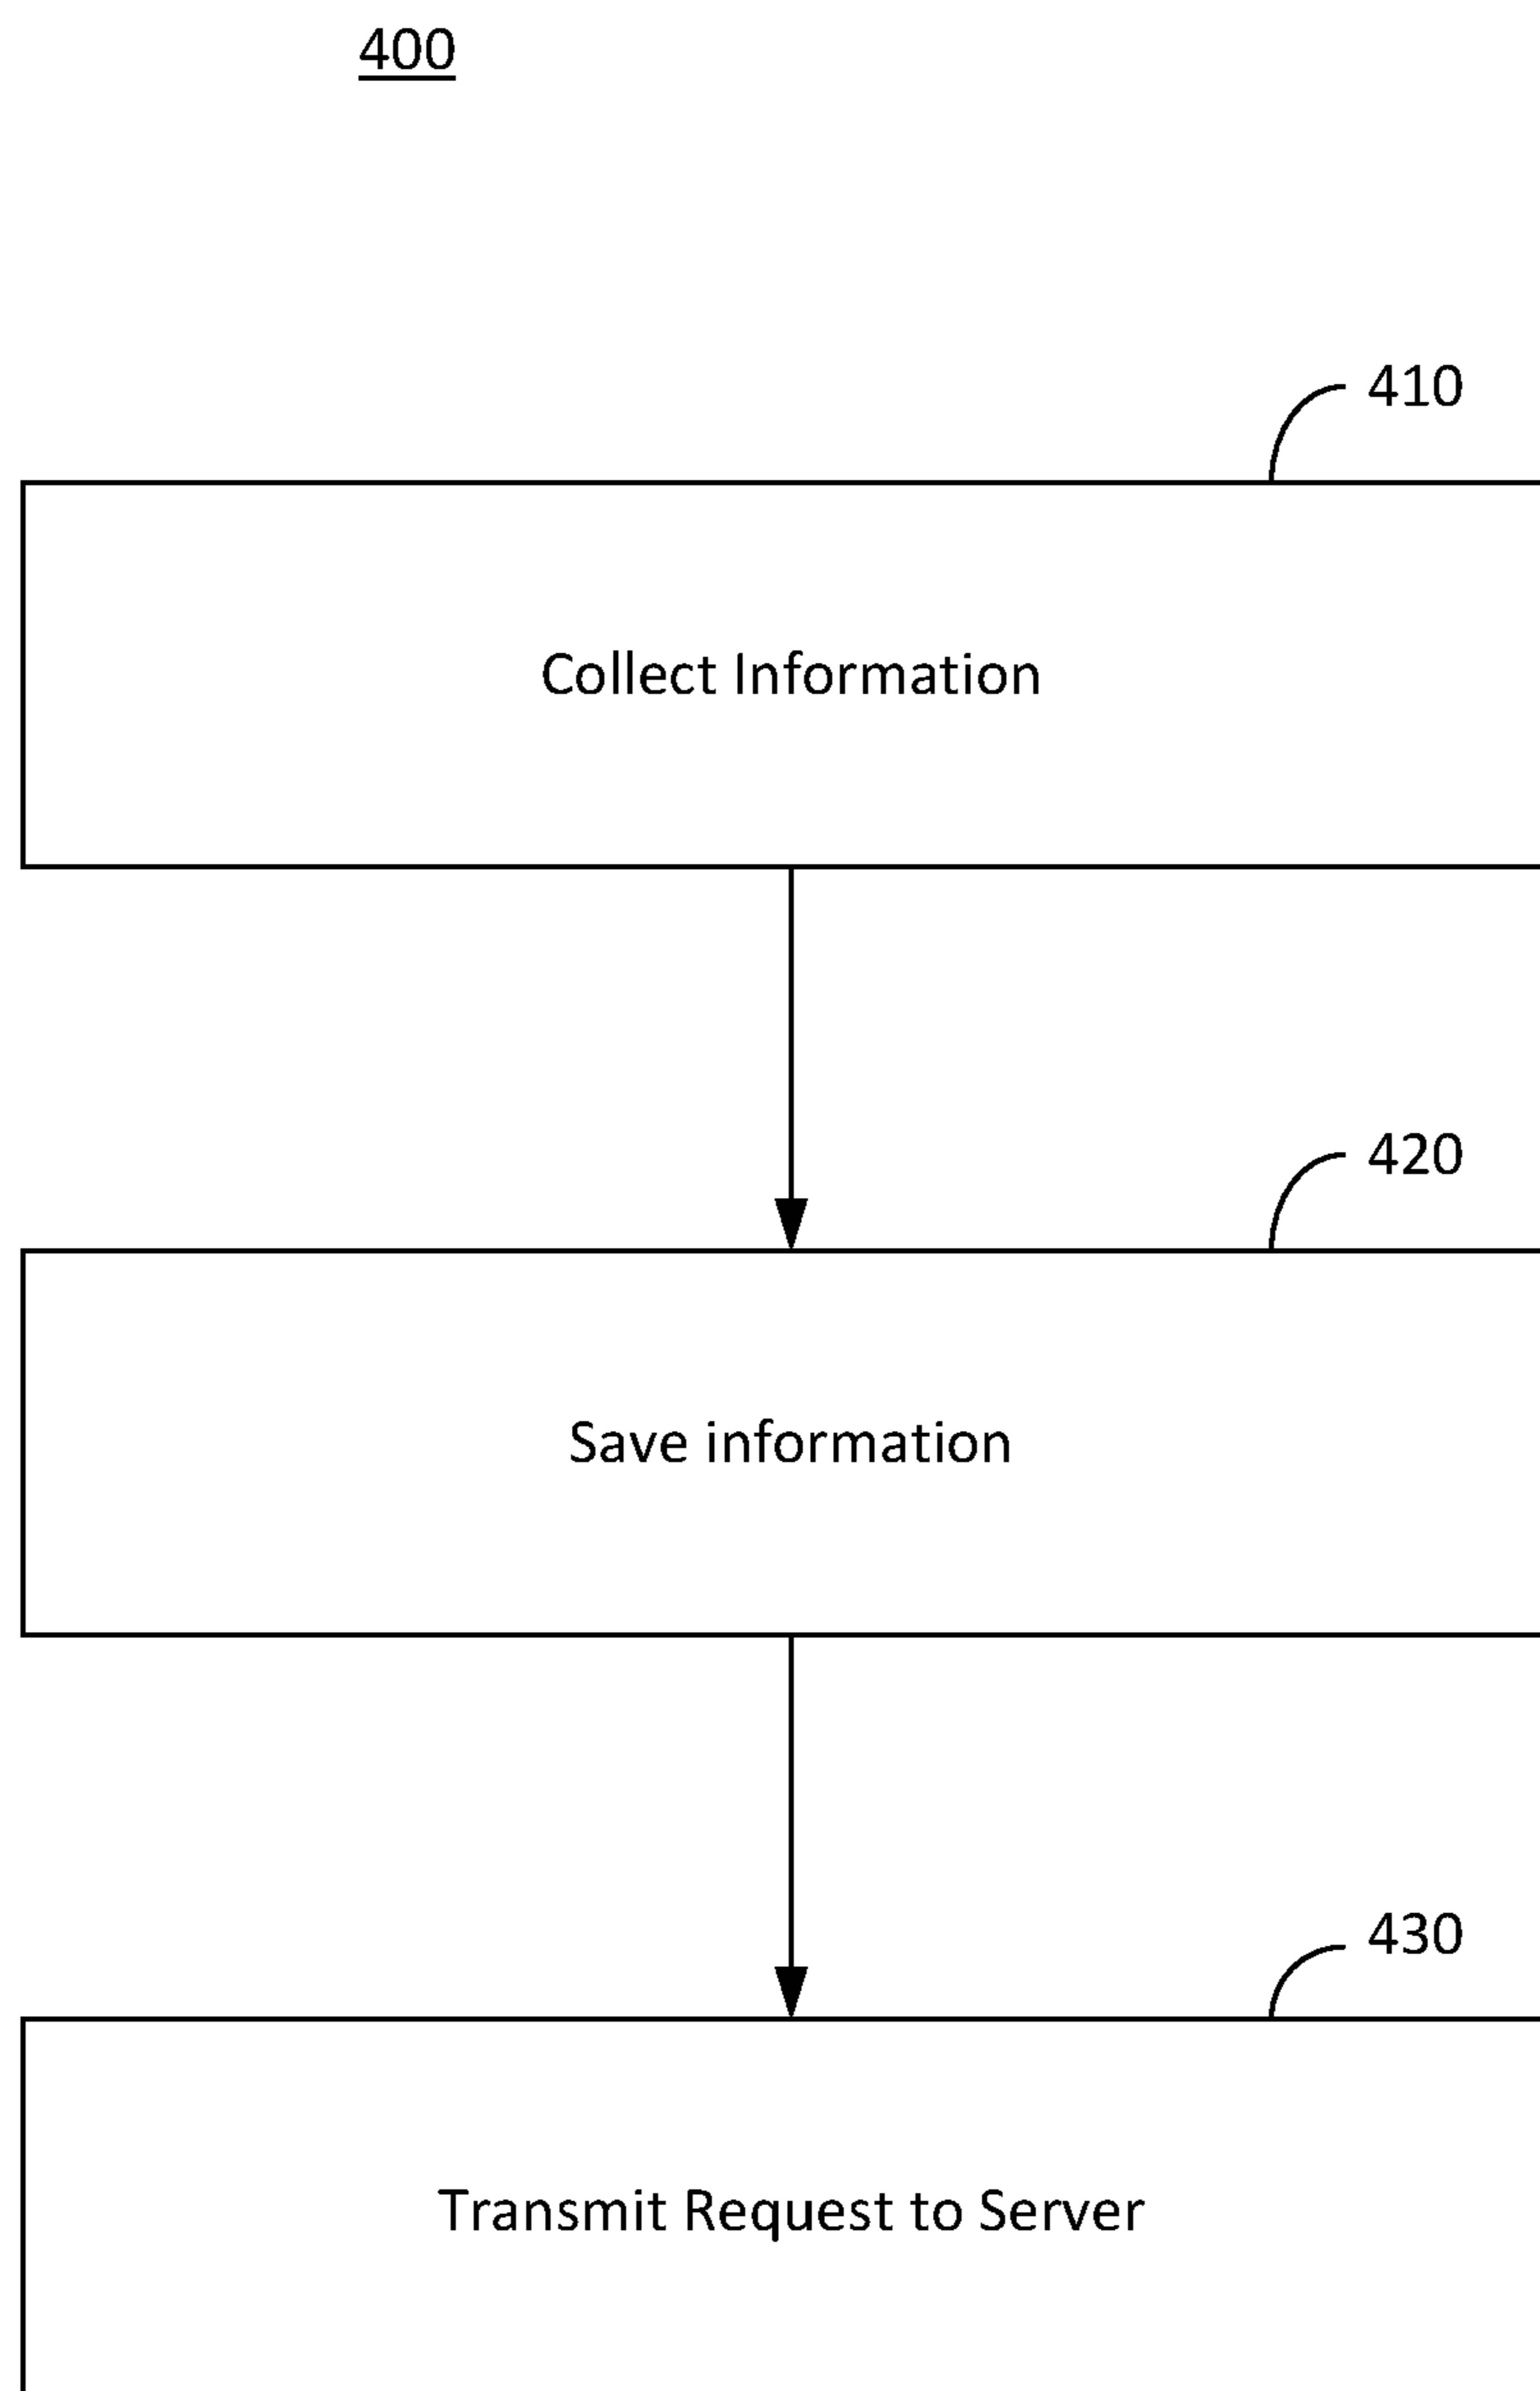 400
410
Collect Information
420
Save information
430
Transmit Request to Server